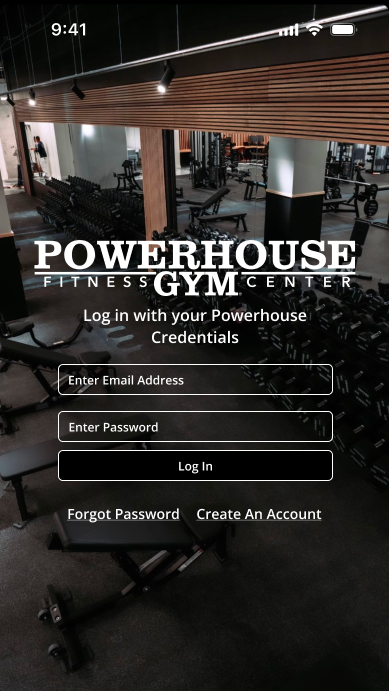 9:41
POWERHOUSE
FITNESS GYM CENTER
Log in with your Powerhouse
Credentials
Enter Email Address
Enter Password
Log In
Forgot Password Create An Account